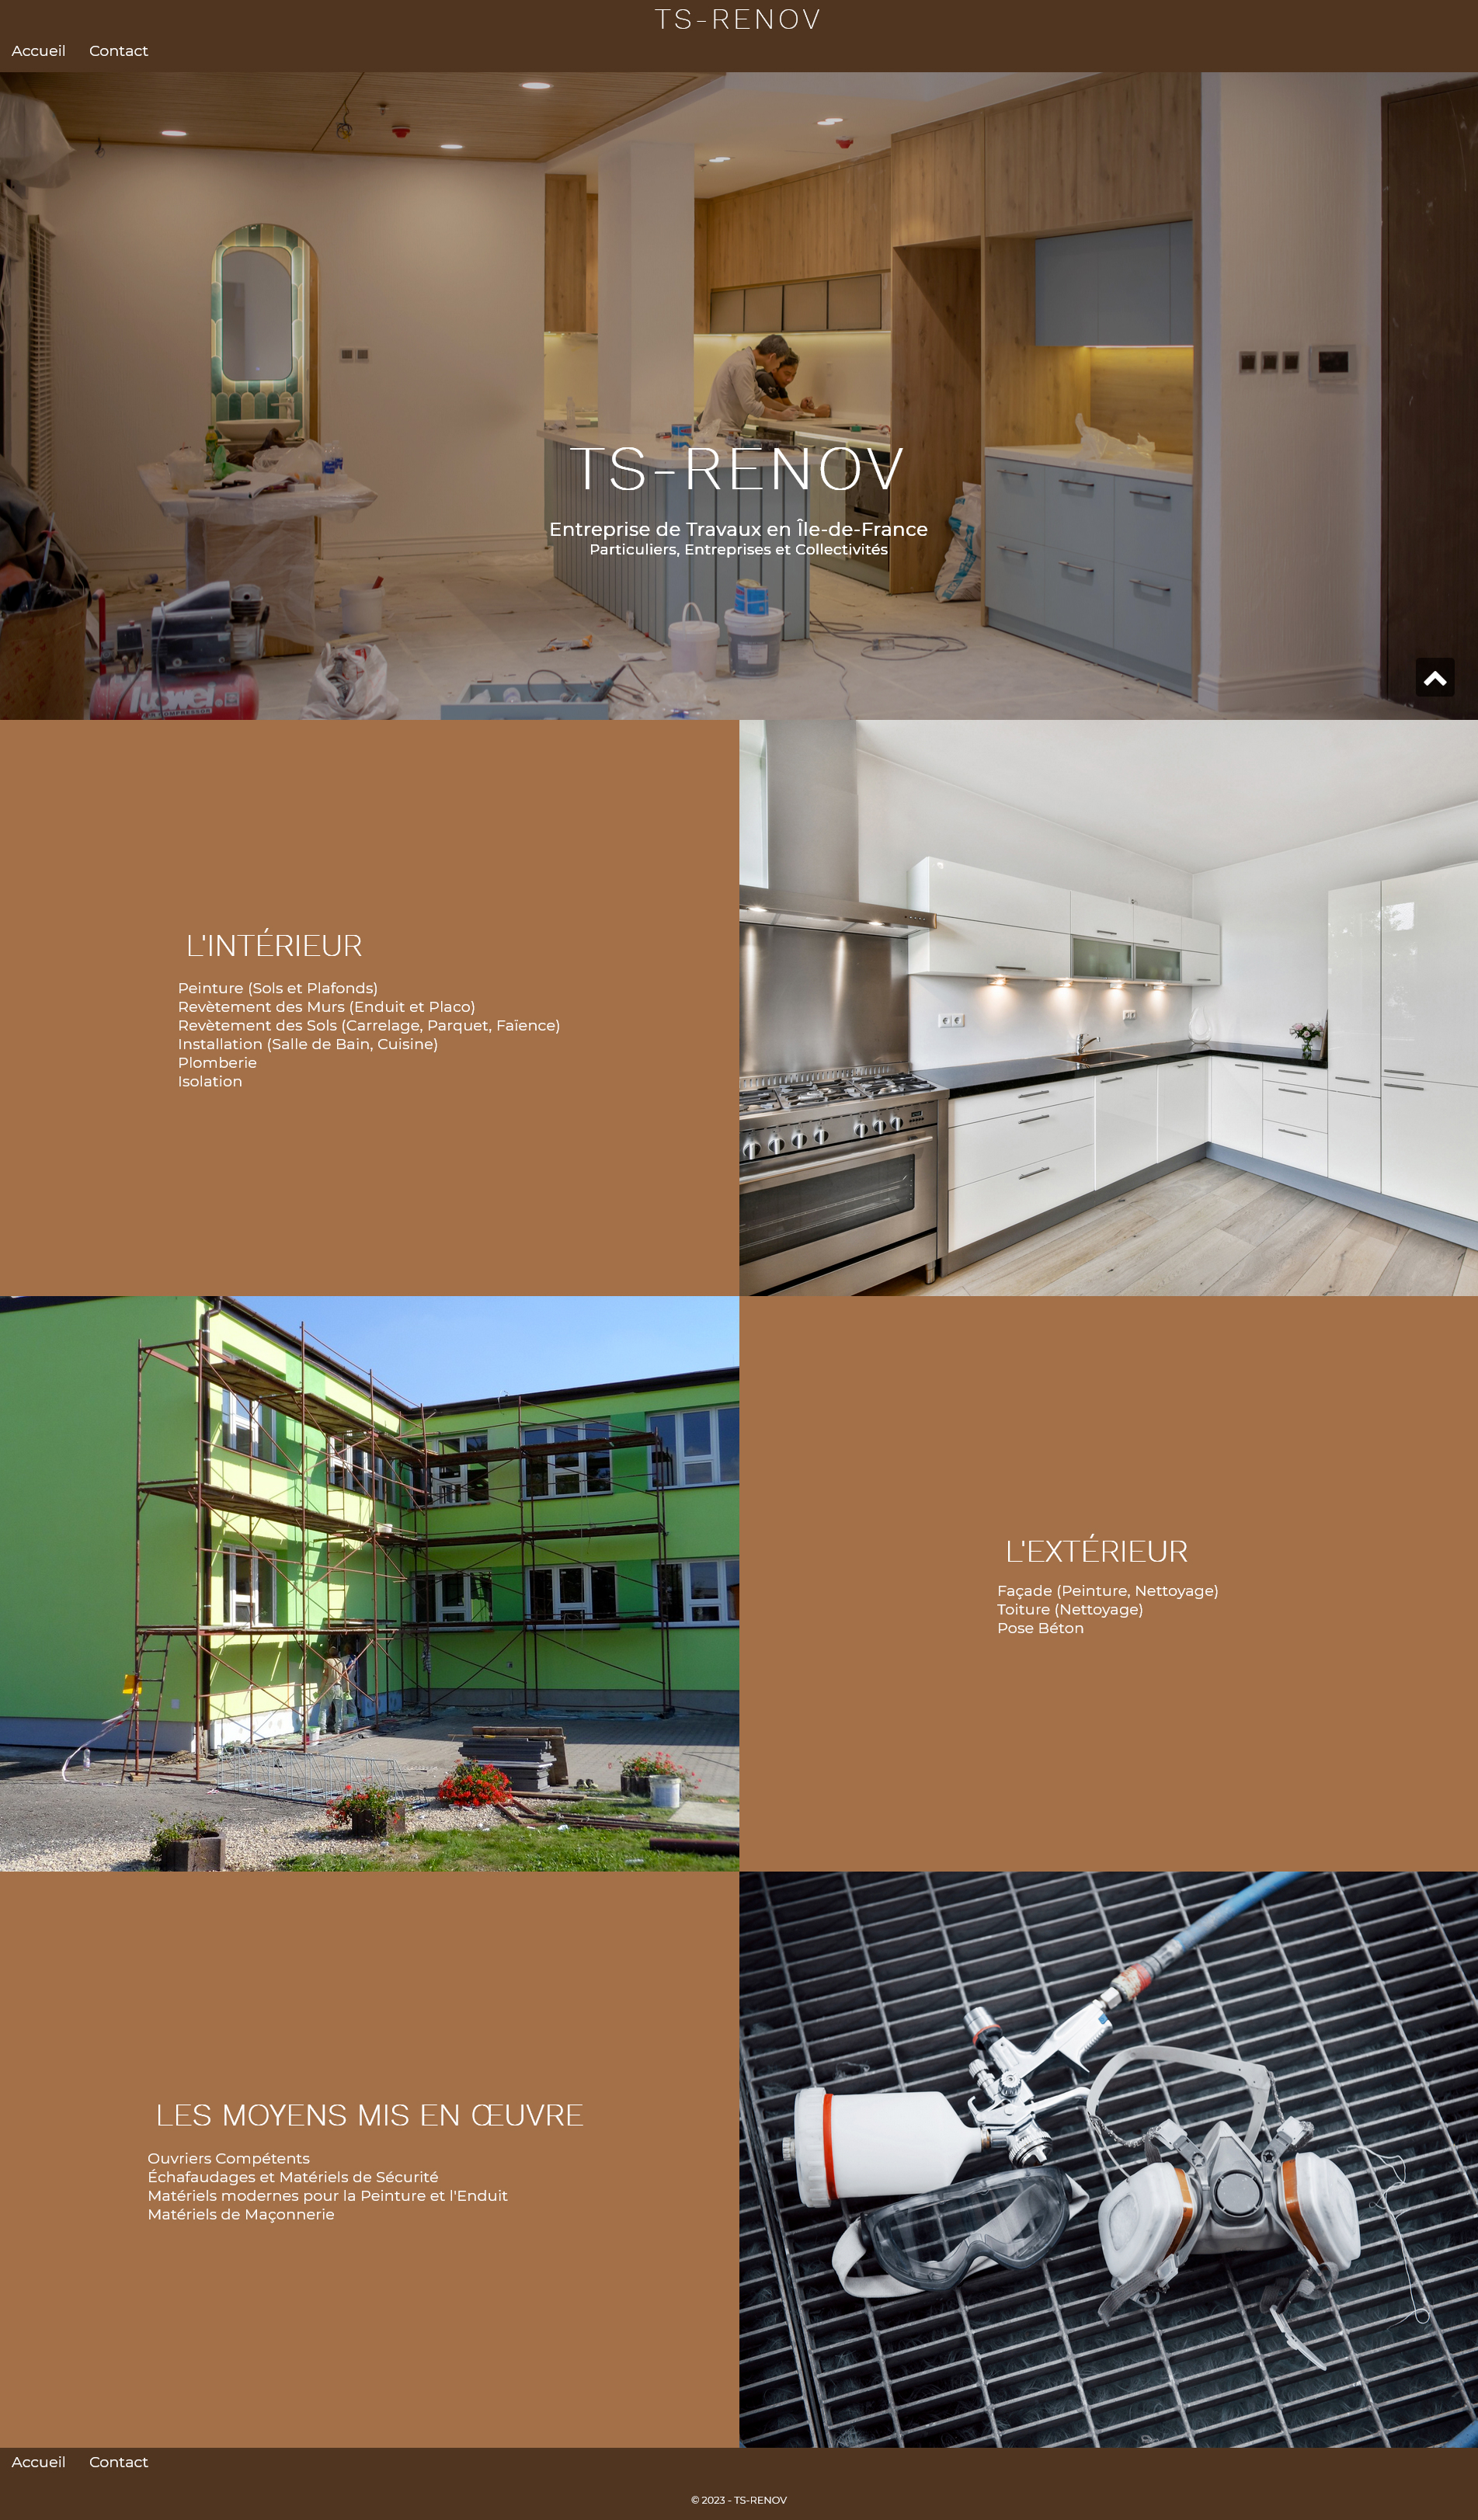 TS-RENOV
Accueil Contact
TS-RENOV
Entreprise de Travaux en Île-de-France
Particuliers, Entreprises et Collectivités
L'INTÉRIEUR
Peinture (Sols et Plafonds)
Revètement des Murs (Enduit et Placo)
Revètement des Sols (Carrelage, Parquet, Faïence)
Installation (Salle de Bain, Cuisine)
Plomberie
Isolation
L'EXTÉRIEUR
Façade (Peinture, Nettoyage)
Toiture (Nettoyage)
Pose Béton
LES MOYENS MIS EN ŒUVRE
Ouvriers Compétents
Échafaudages et Matériels de Sécurité
Matériels modernes pour la Peinture et l'Enduit
Matériels de Maçonnerie
Accueil Contact
© 2023 - TS-RENOV